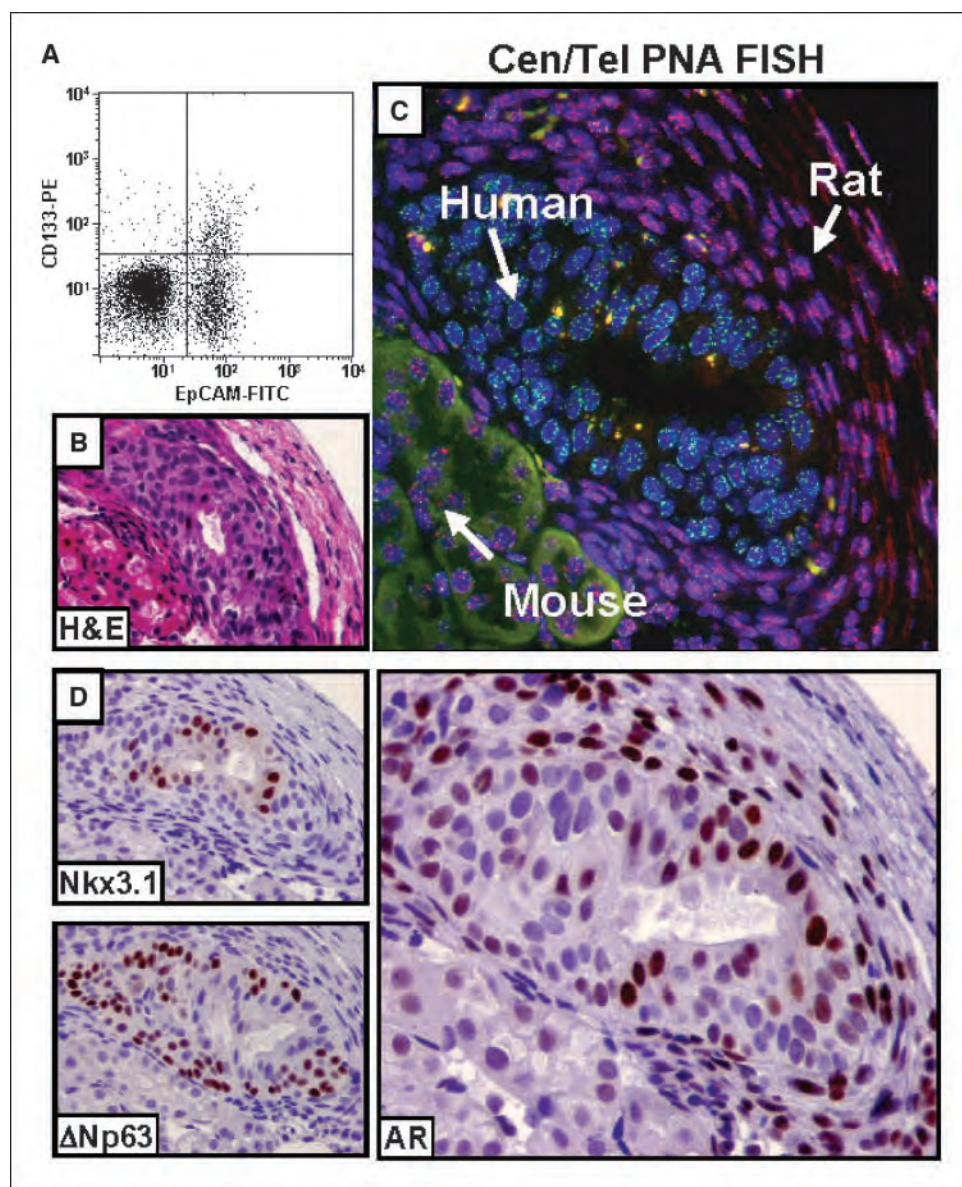 A
Cen/Tel PNA FISH
10⁴
10³
10²
10¹
CD133-PE
10¹
10²
10³
10⁴
EpCAM-FITC
B
H&E
C
Human
Rat
Mouse
D
Nkx3.1
ΔNp63
AR